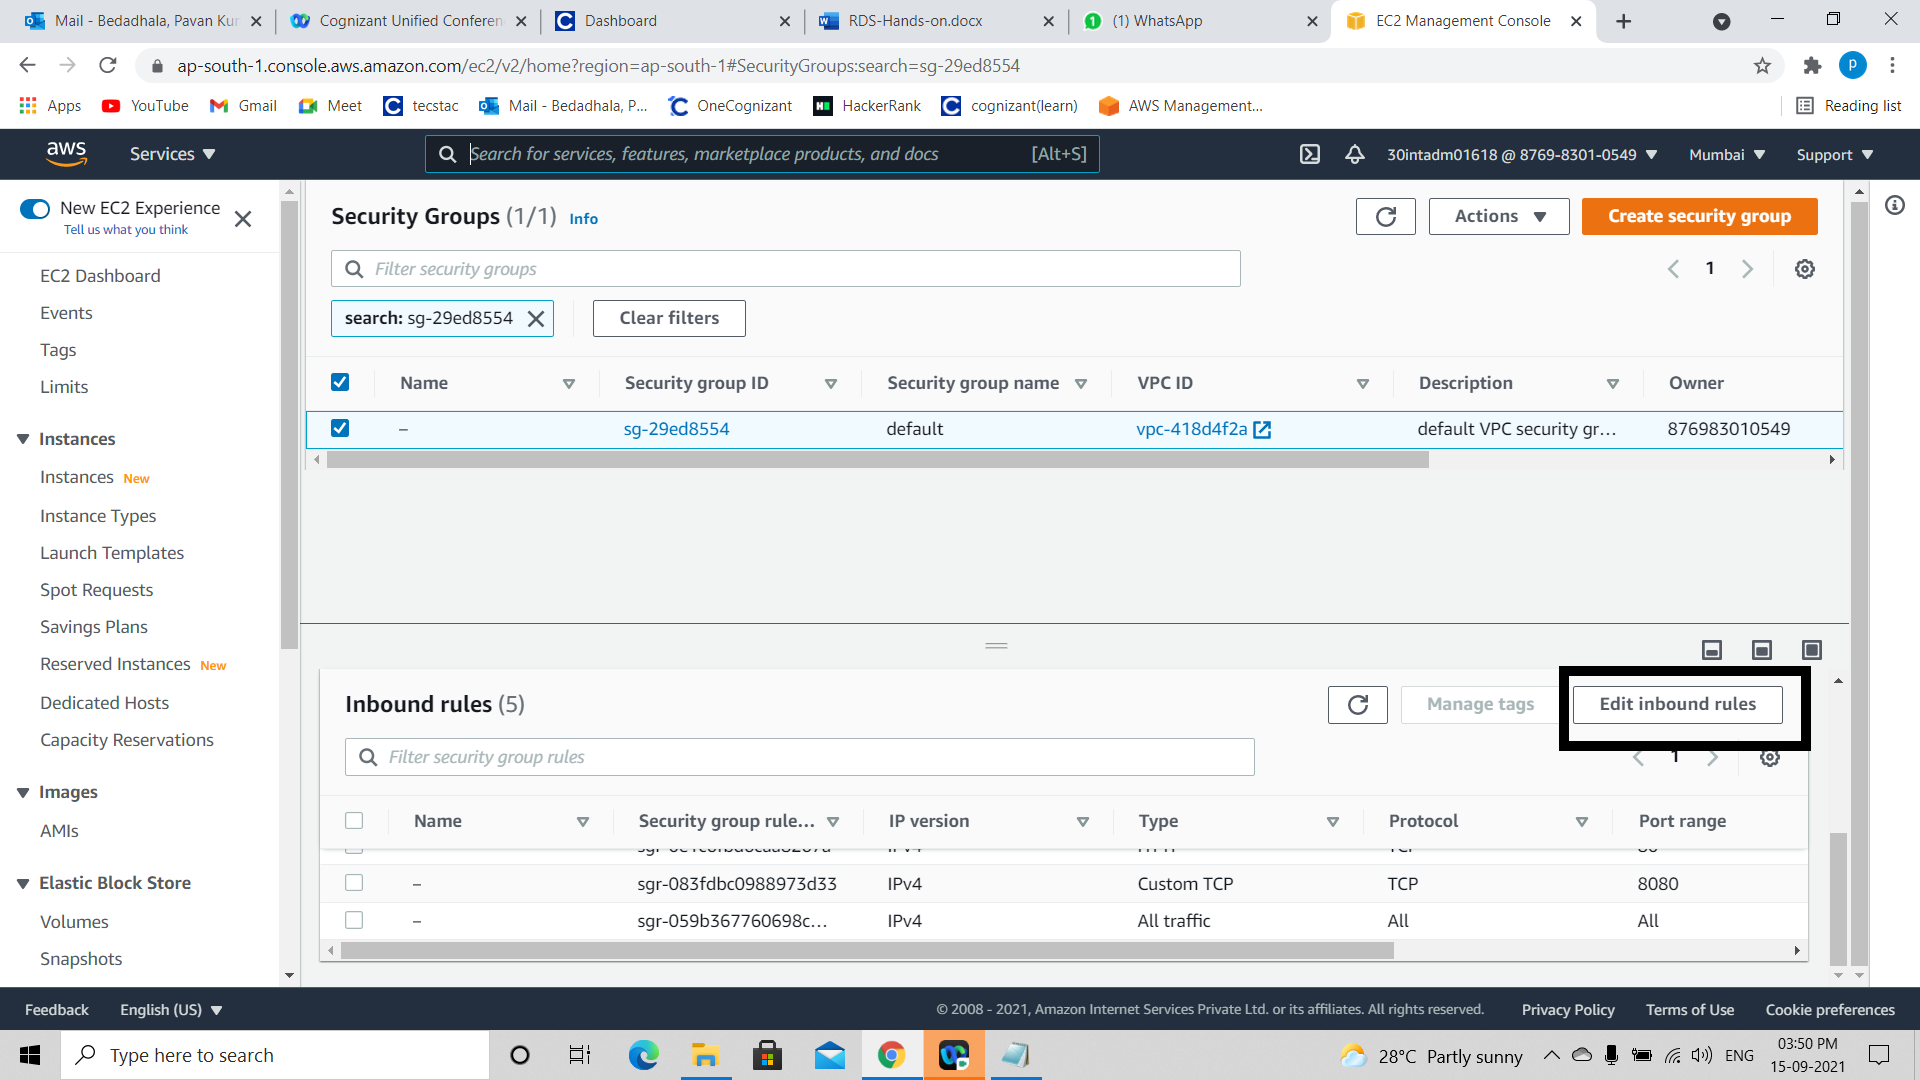 Mail - Bedadhala, Pavan Kur
Cognizant Unified Conferen
Dashboard
RDS-Hands-on.docx
(1) WhatsApp
EC2 Management Console
ap-south-1.console.aws.amazon.com/ec2/v2/home?region=ap-south-1#SecurityGroups:search=sg-29ed8554
p
Apps
YouTube
Gmail
Meet
tecstac
Mail - Bedadhala, P...
OneCognizant
HackerRank
cognizant(learn)
AWS Management...
Reading list
aws
Services
Search for services, features, marketplace products, and docs
[Alt+S]
30intadm01618 @ 8769-8301-0549
Mumbai
Support
New EC2 Experience
Tell us what you think
EC2 Dashboard
Events
Tags
Limits
Instances
Instances New
Instance Types
Launch Templates
Spot Requests
Savings Plans
Reserved Instances New
Dedicated Hosts
Capacity Reservations
Images
AMIs
Elastic Block Store
Volumes
Snapshots
Security Groups (1/1) Info
Actions
Create security group
Filter security groups
1
search: sg-29ed8554
Clear filters
Name Security group ID Security group name VPC ID Description Owner
– sg-29ed8554 default vpc-418d4f2a default VPC security gr... 876983010549
Inbound rules (5)
Manage tags
Edit inbound rules
Filter security group rules
1
Name Security group rule... IP version Type Protocol Port range
– sgr-083fdbc0988973d33 IPv4 Custom TCP TCP 8080
– sgr-059b367760698c... IPv4 All traffic All All
Feedback
English (US)
© 2008 - 2021, Amazon Internet Services Private Ltd. or its affiliates. All rights reserved.
Privacy Policy
Terms of Use
Cookie preferences
Type here to search
28°C Partly sunny
ENG
03:50 PM
15-09-2021